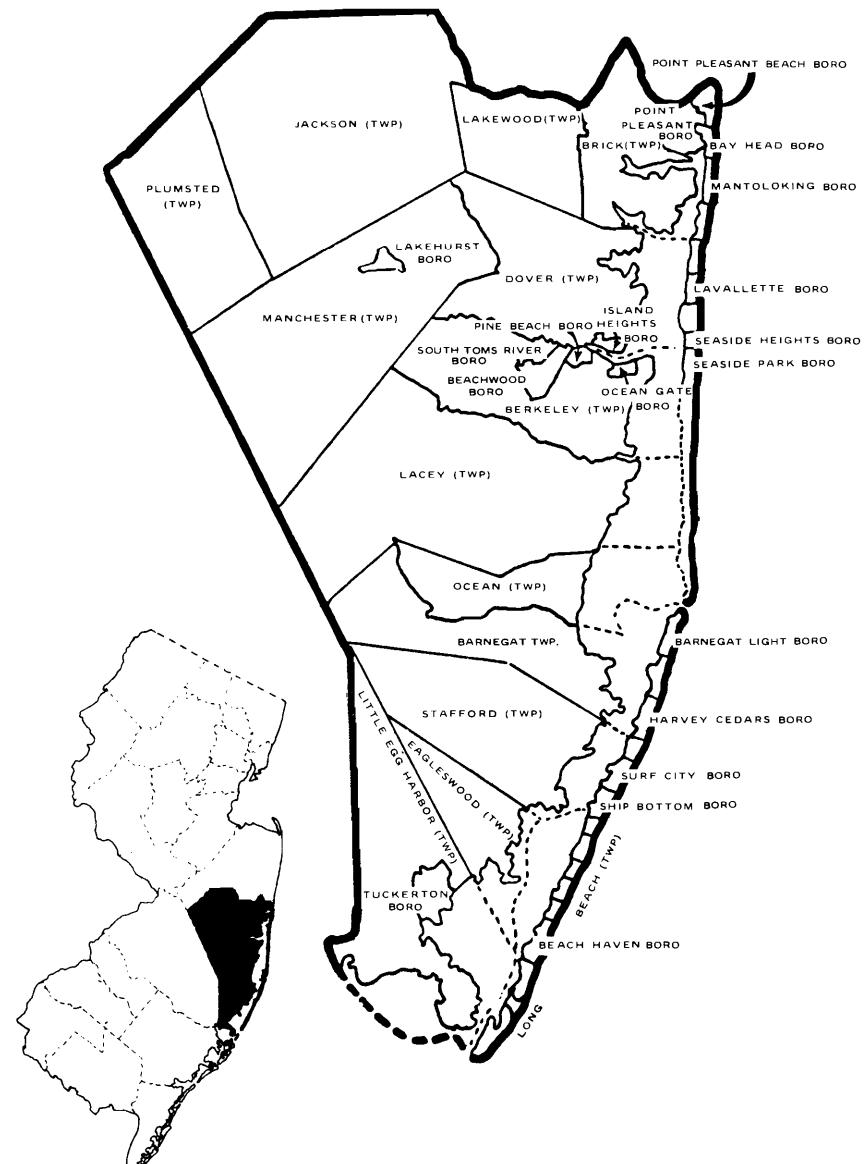 POINT PLEASANT BEACH BORO
JACKSON (TWP)
LAKEWOOD(TWP)
POINT
PLEASANT
BORO
BRICK(TWP)
BAY HEAD BORO
PLUMSTED
(TWP)
MANTOLOKING BORO
LAKEHURST
BORO
DOVER (TWP)
LAVALLETTE BORO
MANCHESTER (TWP)
ISLAND
HEIGHTS
BORO
PINE BEACH BORO
SEASIDE HEIGHTS BORO
SOUTH TOMS RIVER
BORO
SEASIDE PARK BORO
BEACHWOOD
BORO
OCEAN GATE
BORO
BERKELEY (TWP)
LACEY (TWP)
OCEAN (TWP)
BARNEGAT TWP.
BARNEGAT LIGHT BORO
STAFFORD (TWP)
HARVEY CEDARS BORO
LITTLE EGG HARBOR (TWP)
EAGLESWOOD (TWP)
SURF CITY BORO
SHIP BOTTOM BORO
TUCKERTON
BORO
BEACH HAVEN BORO
LONG BEACH (TWP)